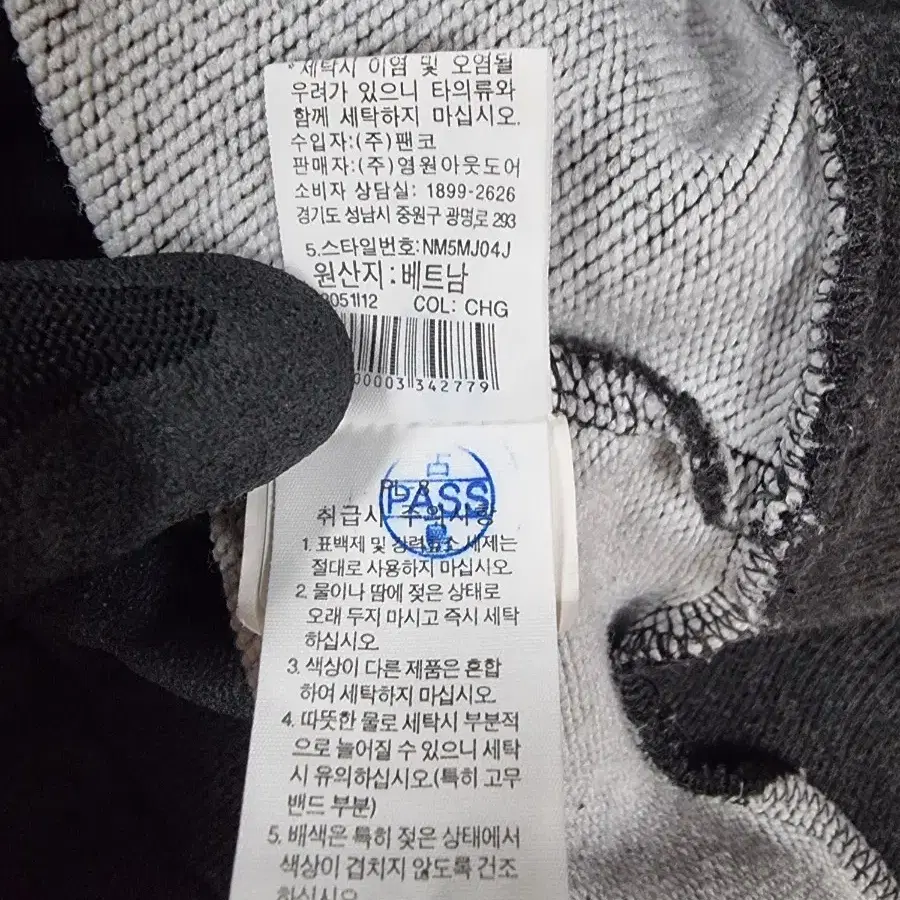 *세탁시 이염 및 오염될
우려가 있으니 타의류와
함께 세탁하지 마십시오.
수입자:(주)팬코
판매자:(주)영원아웃도어
소비자 상담실: 1899-2626
경기도 성남시 중원구 광명로 293
5.스타일번호:NM5MJ04J
원산지:베트남
051112 COL: CHG
00003 342779
PASS
취급시 주의사항
1. 표백제 및 강력효소 세제는
절대로 사용하지 마십시오
2. 물이나 땀에 젖은 상태로
오래 두지 마시고 즉시 세탁
하십시오.
3. 색상이 다른 제품은 혼합
하여 세탁하지 마십시오.
4. 따뜻한 물로 세탁시 부분적
으로 늘어질 수 있으니 세탁
시 유의하십시오.(특히 고무
밴드 부분)
5. 배색은 특히 젖은 상태에서
색상이 겹치지 않도록 건조
하십시오